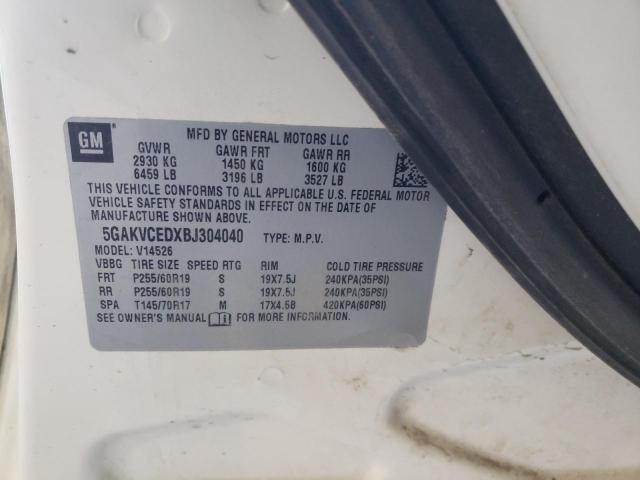 GM
MFD BY GENERAL MOTORS LLC
GVWR GAWR FRT GAWR RR
2930 KG 1450 KG 1600 KG
6459 LB 3196 LB 3527 LB
THIS VEHICLE CONFORMS TO ALL APPLICABLE U.S. FEDERAL MOTOR
VEHICLE SAFETY STANDARDS IN EFFECT ON THE DATE OF
MANUFACTURE SHOWN ABOVE.
5GAKVCEDXBJ304040 TYPE: M.P.V.
MODEL: V14526
VBBG TIRE SIZE SPEED RTG RIM COLD TIRE PRESSURE
FRT P255/60R19 S 19X7.5J 240KPA(35PSI)
RR P255/60R19 S 19X7.5J 240KPA(35PSI)
SPA T145/70R17 M 17X4.5B 420KPA(60PSI)
SEE OWNER'S MANUAL FOR MORE INFORMATION.